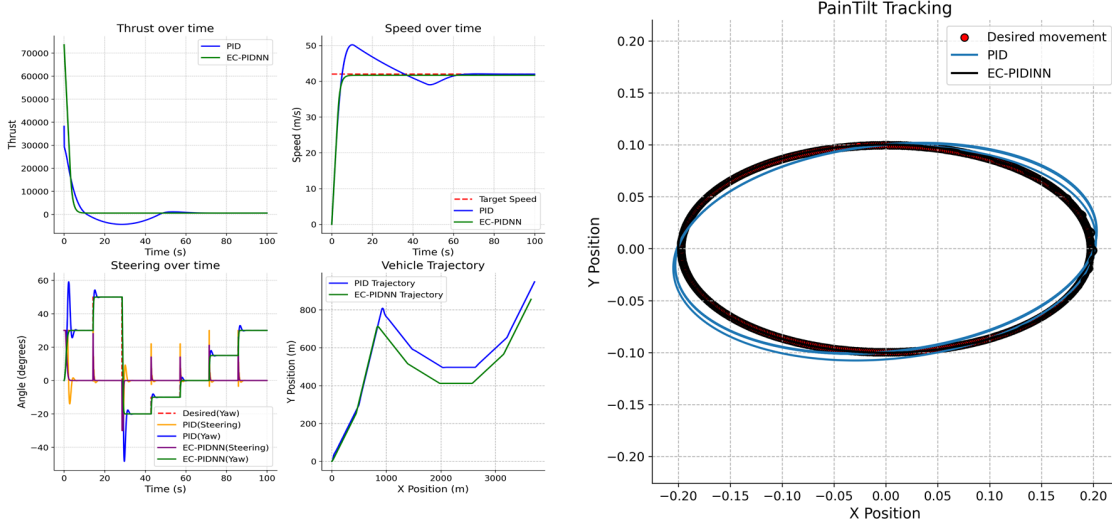 Thrust over time
PID
EC-PIDNN
Thrust
70000
60000
50000
40000
30000
20000
10000
0
0 20 40 60 80 100
Time (s)
Speed over time
Speed (m/s)
50
40
30
20
10
0
Target Speed
PID
EC-PIDNN
0 20 40 60 80 100
Time (s)
Steering over time
Angle (degrees)
60
40
20
0
−20
−40
Desired(Yaw)
PID(Steering)
PID(Yaw)
EC-PIDNN(Steering)
EC-PIDNN(Yaw)
0 20 40 60 80 100
Time (s)
Vehicle Trajectory
PID Trajectory
EC-PIDNN Trajectory
Y Position (m)
800
600
400
200
0
0 1000 2000 3000
X Position (m)
PainTilt Tracking
Desired movement
PID
EC-PIDINN
Y Position
0.20
0.15
0.10
0.05
0.00
−0.05
−0.10
−0.15
−0.20
−0.20 −0.15 −0.10 −0.05 0.00 0.05 0.10 0.15 0.20
X Position